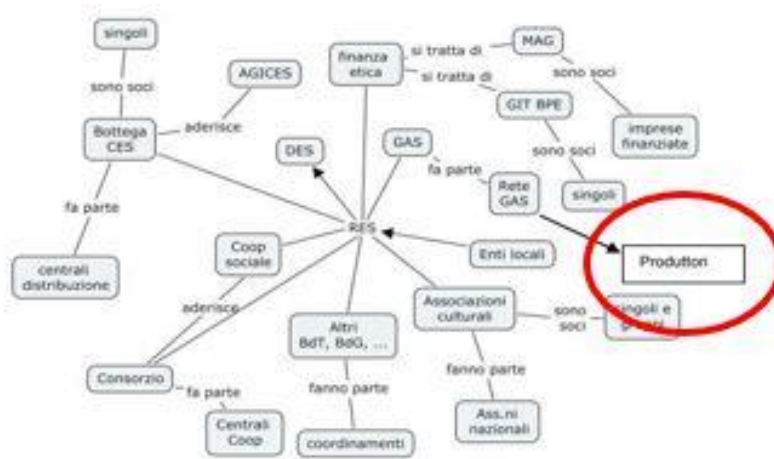 singoli
sono soci
Bottega
CES
aderisce
AGICES
fa parte
centrali
distribuzione
finanza
etica
si tratta di
MAG
si tratta di
GIT BPE
sono soci
imprese
finanziate
sono soci
singoli
DES
GAS
fa parte
Rete
GAS
RES
Enti locali
Produttori
Coop
sociale
aderisce
Consorzio
fa parte
Centrali
Coop
Altri
BdT, BdG, ...
fanno parte
coordinamenti
Associazioni
culturali
sono
soci
singoli e
fanno parte
Ass.ni
nazionali